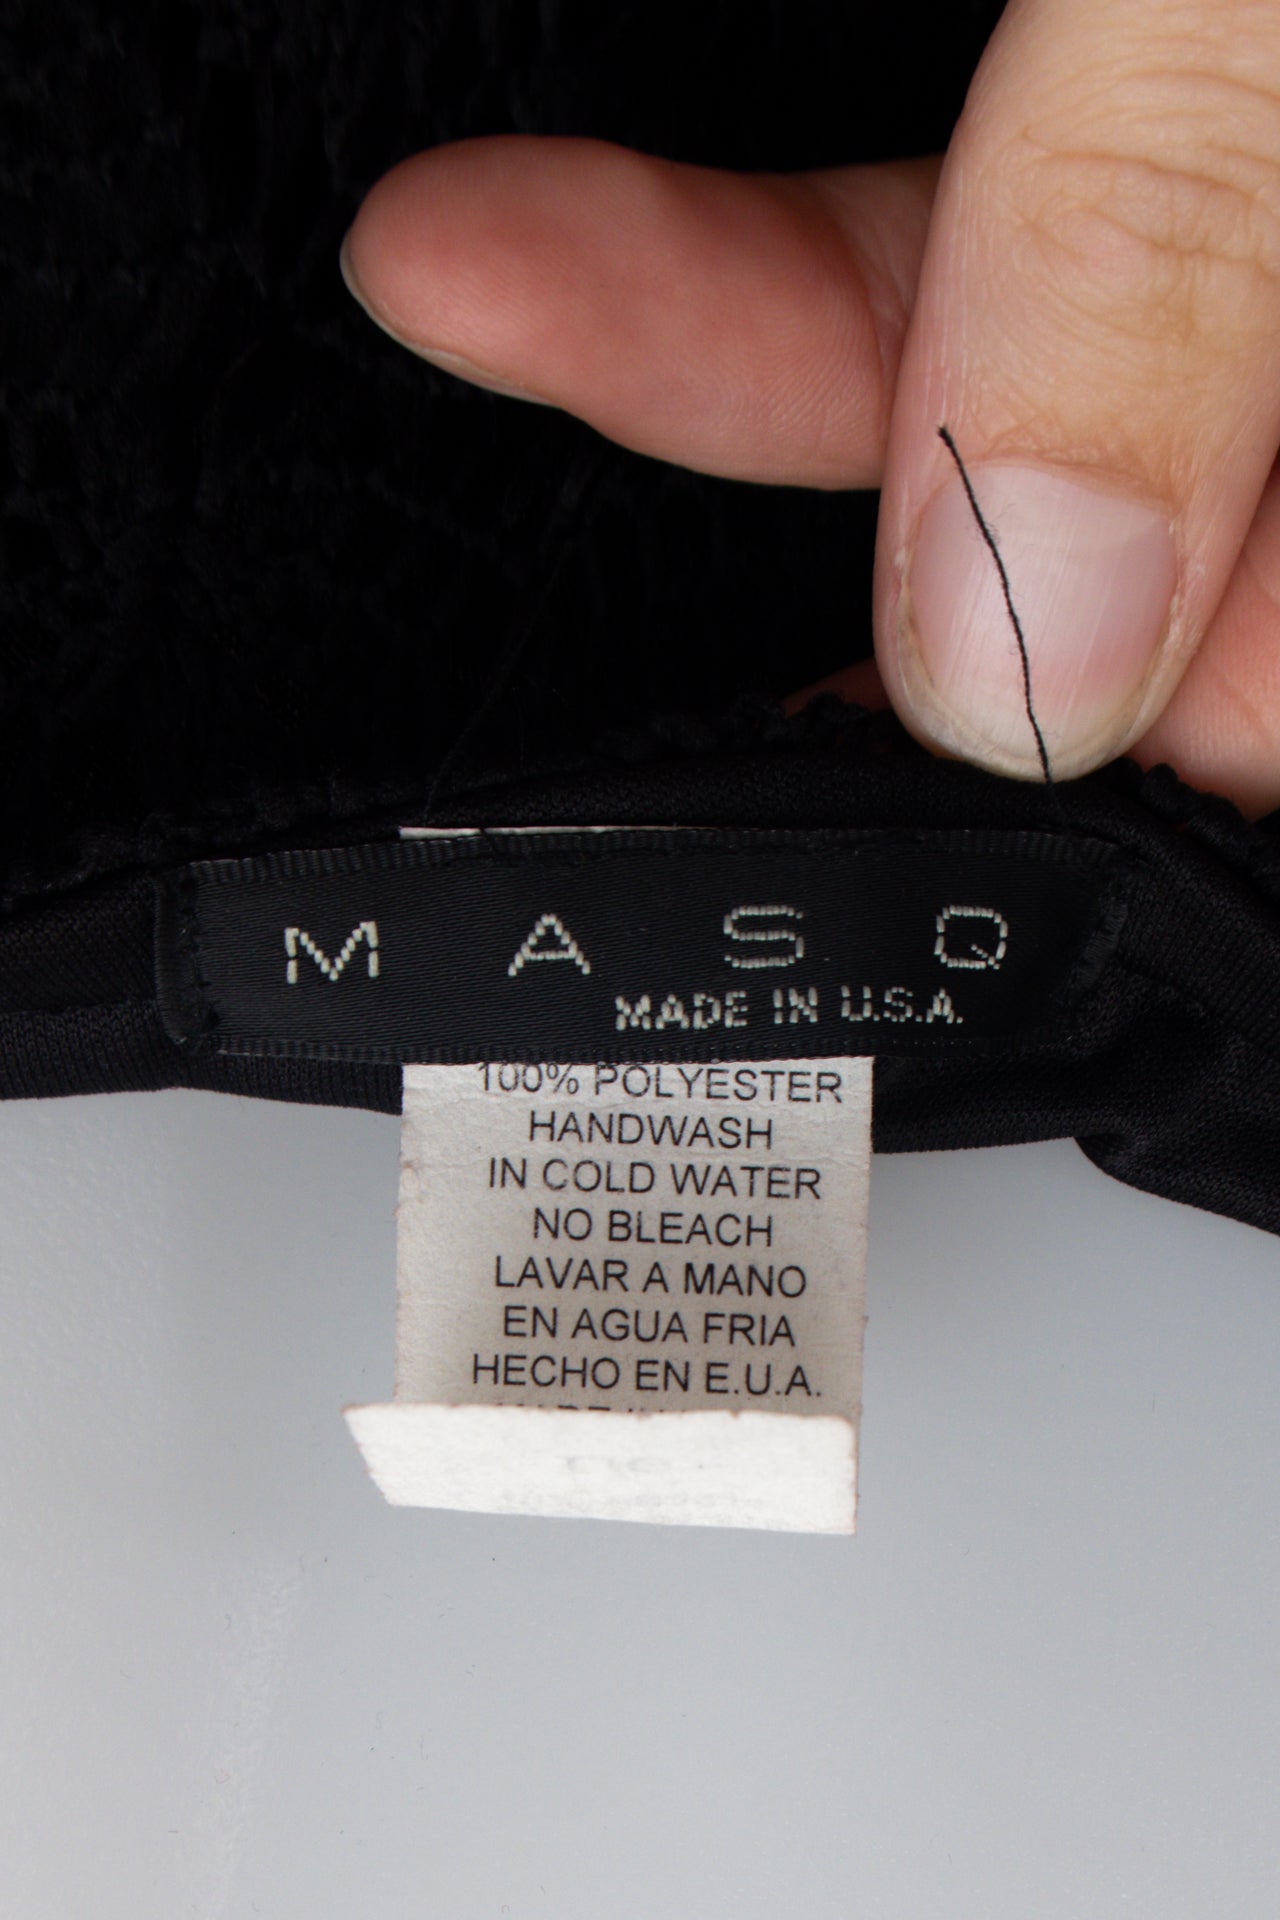 M A S Q
MADE IN U.S.A.
100% POLYESTER
HANDWASH
IN COLD WATER
NO BLEACH
LAVAR A MANO
EN AGUA FRIA
HECHO EN E.U.A.